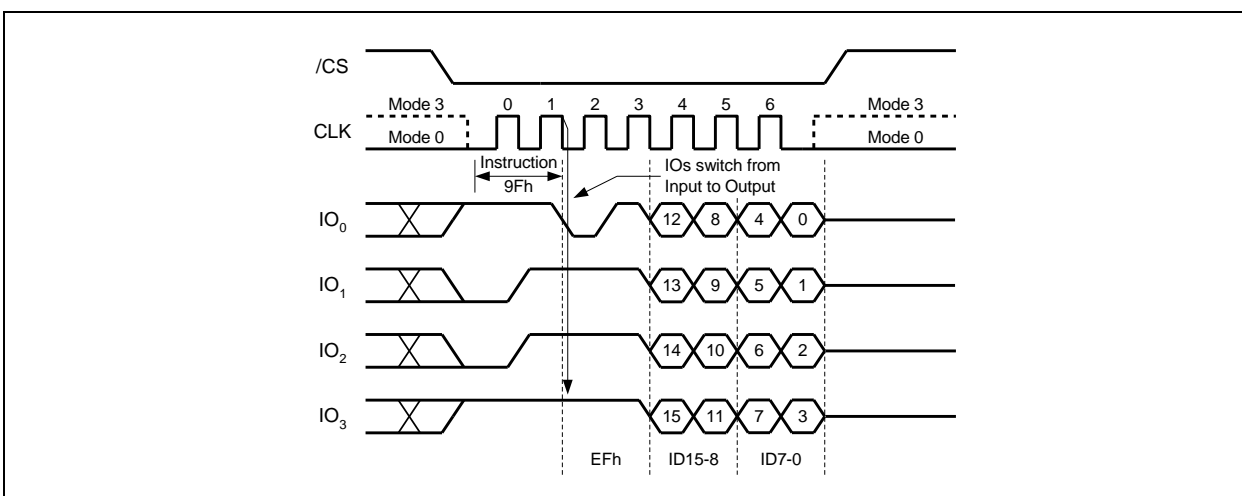 /CS
Mode 3 0 1 2 3 4 5 6 Mode 3
CLK
Mode 0 Mode 0
Instruction
9Fh
IOs switch from
Input to Output
IO0 12 8 4 0
IO1 13 9 5 1
IO2 14 10 6 2
IO3 15 11 7 3
EFh ID15-8 ID7-0